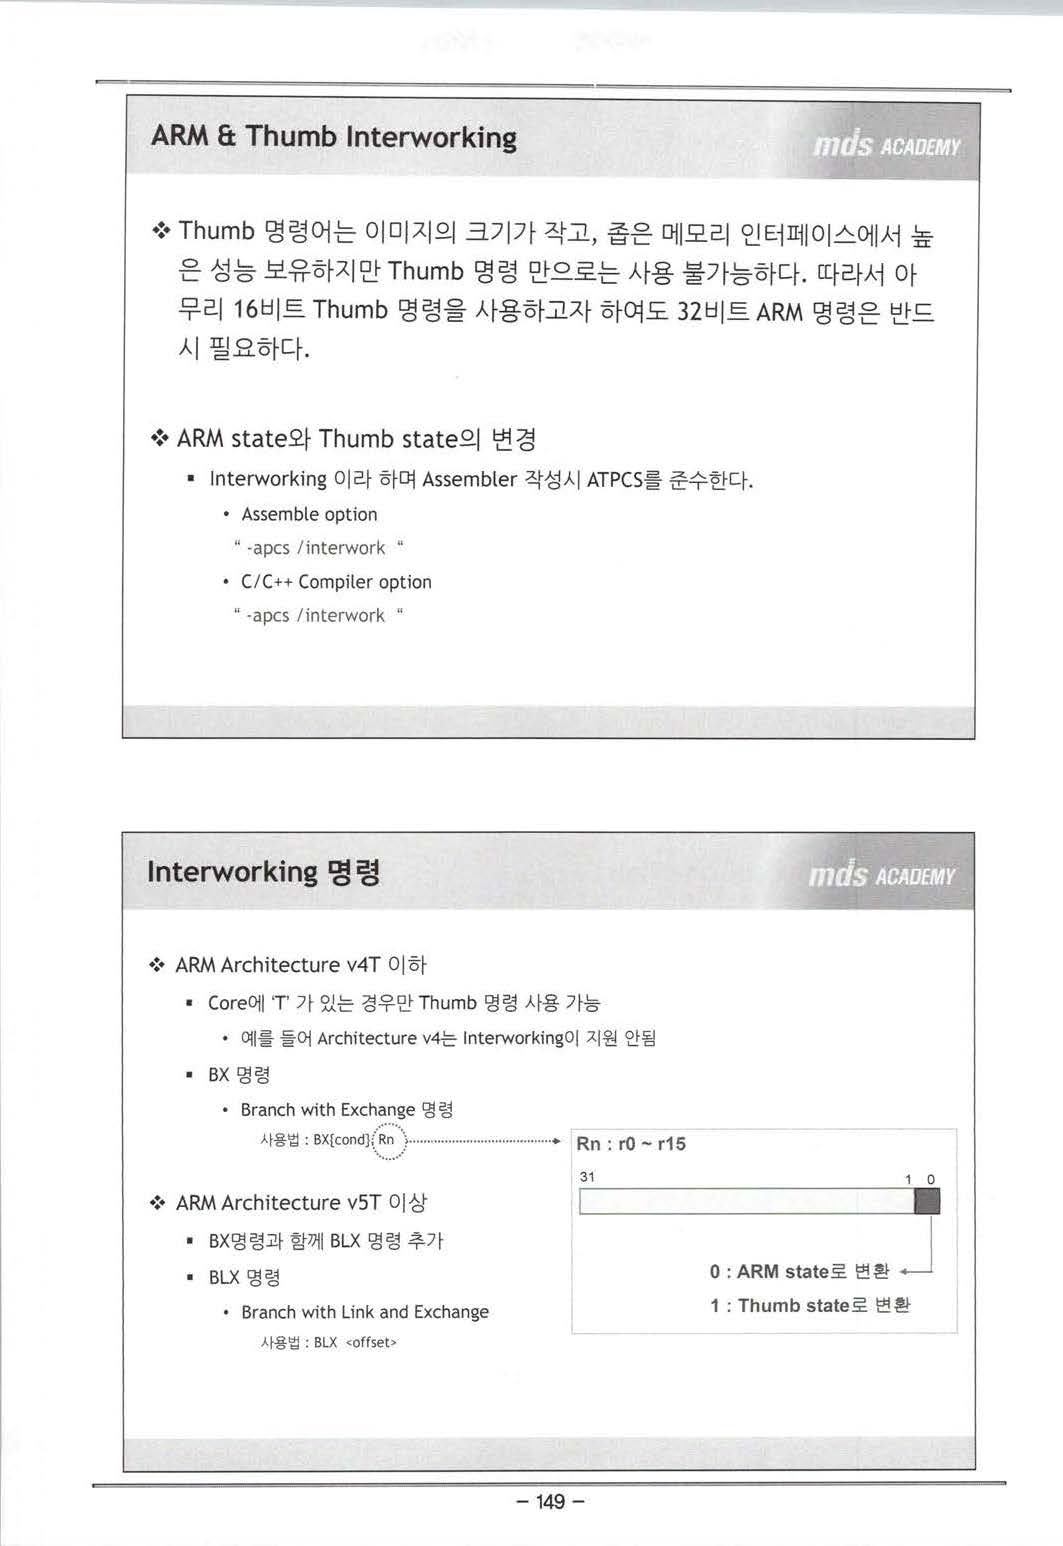 ARM & Thumb Interworking
mds ACADEMY
❖ Thumb 명령어는 이미지의 크기가 작고, 좁은 메모리 인터페이스에서 높
은 성능 보유하지만 Thumb 명령 만으로는 사용 불가능하다. 따라서 아
무리 16비트 Thumb 명령을 사용하고자 하여도 32비트 ARM 명령은 반드
시 필요하다.
❖ ARM state와 Thumb state의 변경
▪ Interworking 이라 하며 Assembler 작성시 ATPCS를 준수한다.
• Assemble option
“ -apcs /interwork “
• C/C++ Compiler option
“ -apcs /interwork “
Interworking 명령
mds ACADEMY
❖ ARM Architecture v4T 이하
▪ Core에 ‘T’ 가 있는 경우만 Thumb 명령 사용 가능
• 예를 들어 Architecture v4는 Interworking이 지원 안됨
▪ BX 명령
• Branch with Exchange 명령
사용법 : BX{cond} Rn
Rn : r0 ~ r15
31 1 0
0 : ARM state로 변환
1 : Thumb state로 변환
❖ ARM Architecture v5T 이상
▪ BX명령과 함께 BLX 명령 추가
▪ BLX 명령
• Branch with Link and Exchange
사용법 : BLX <offset>
– 149 –